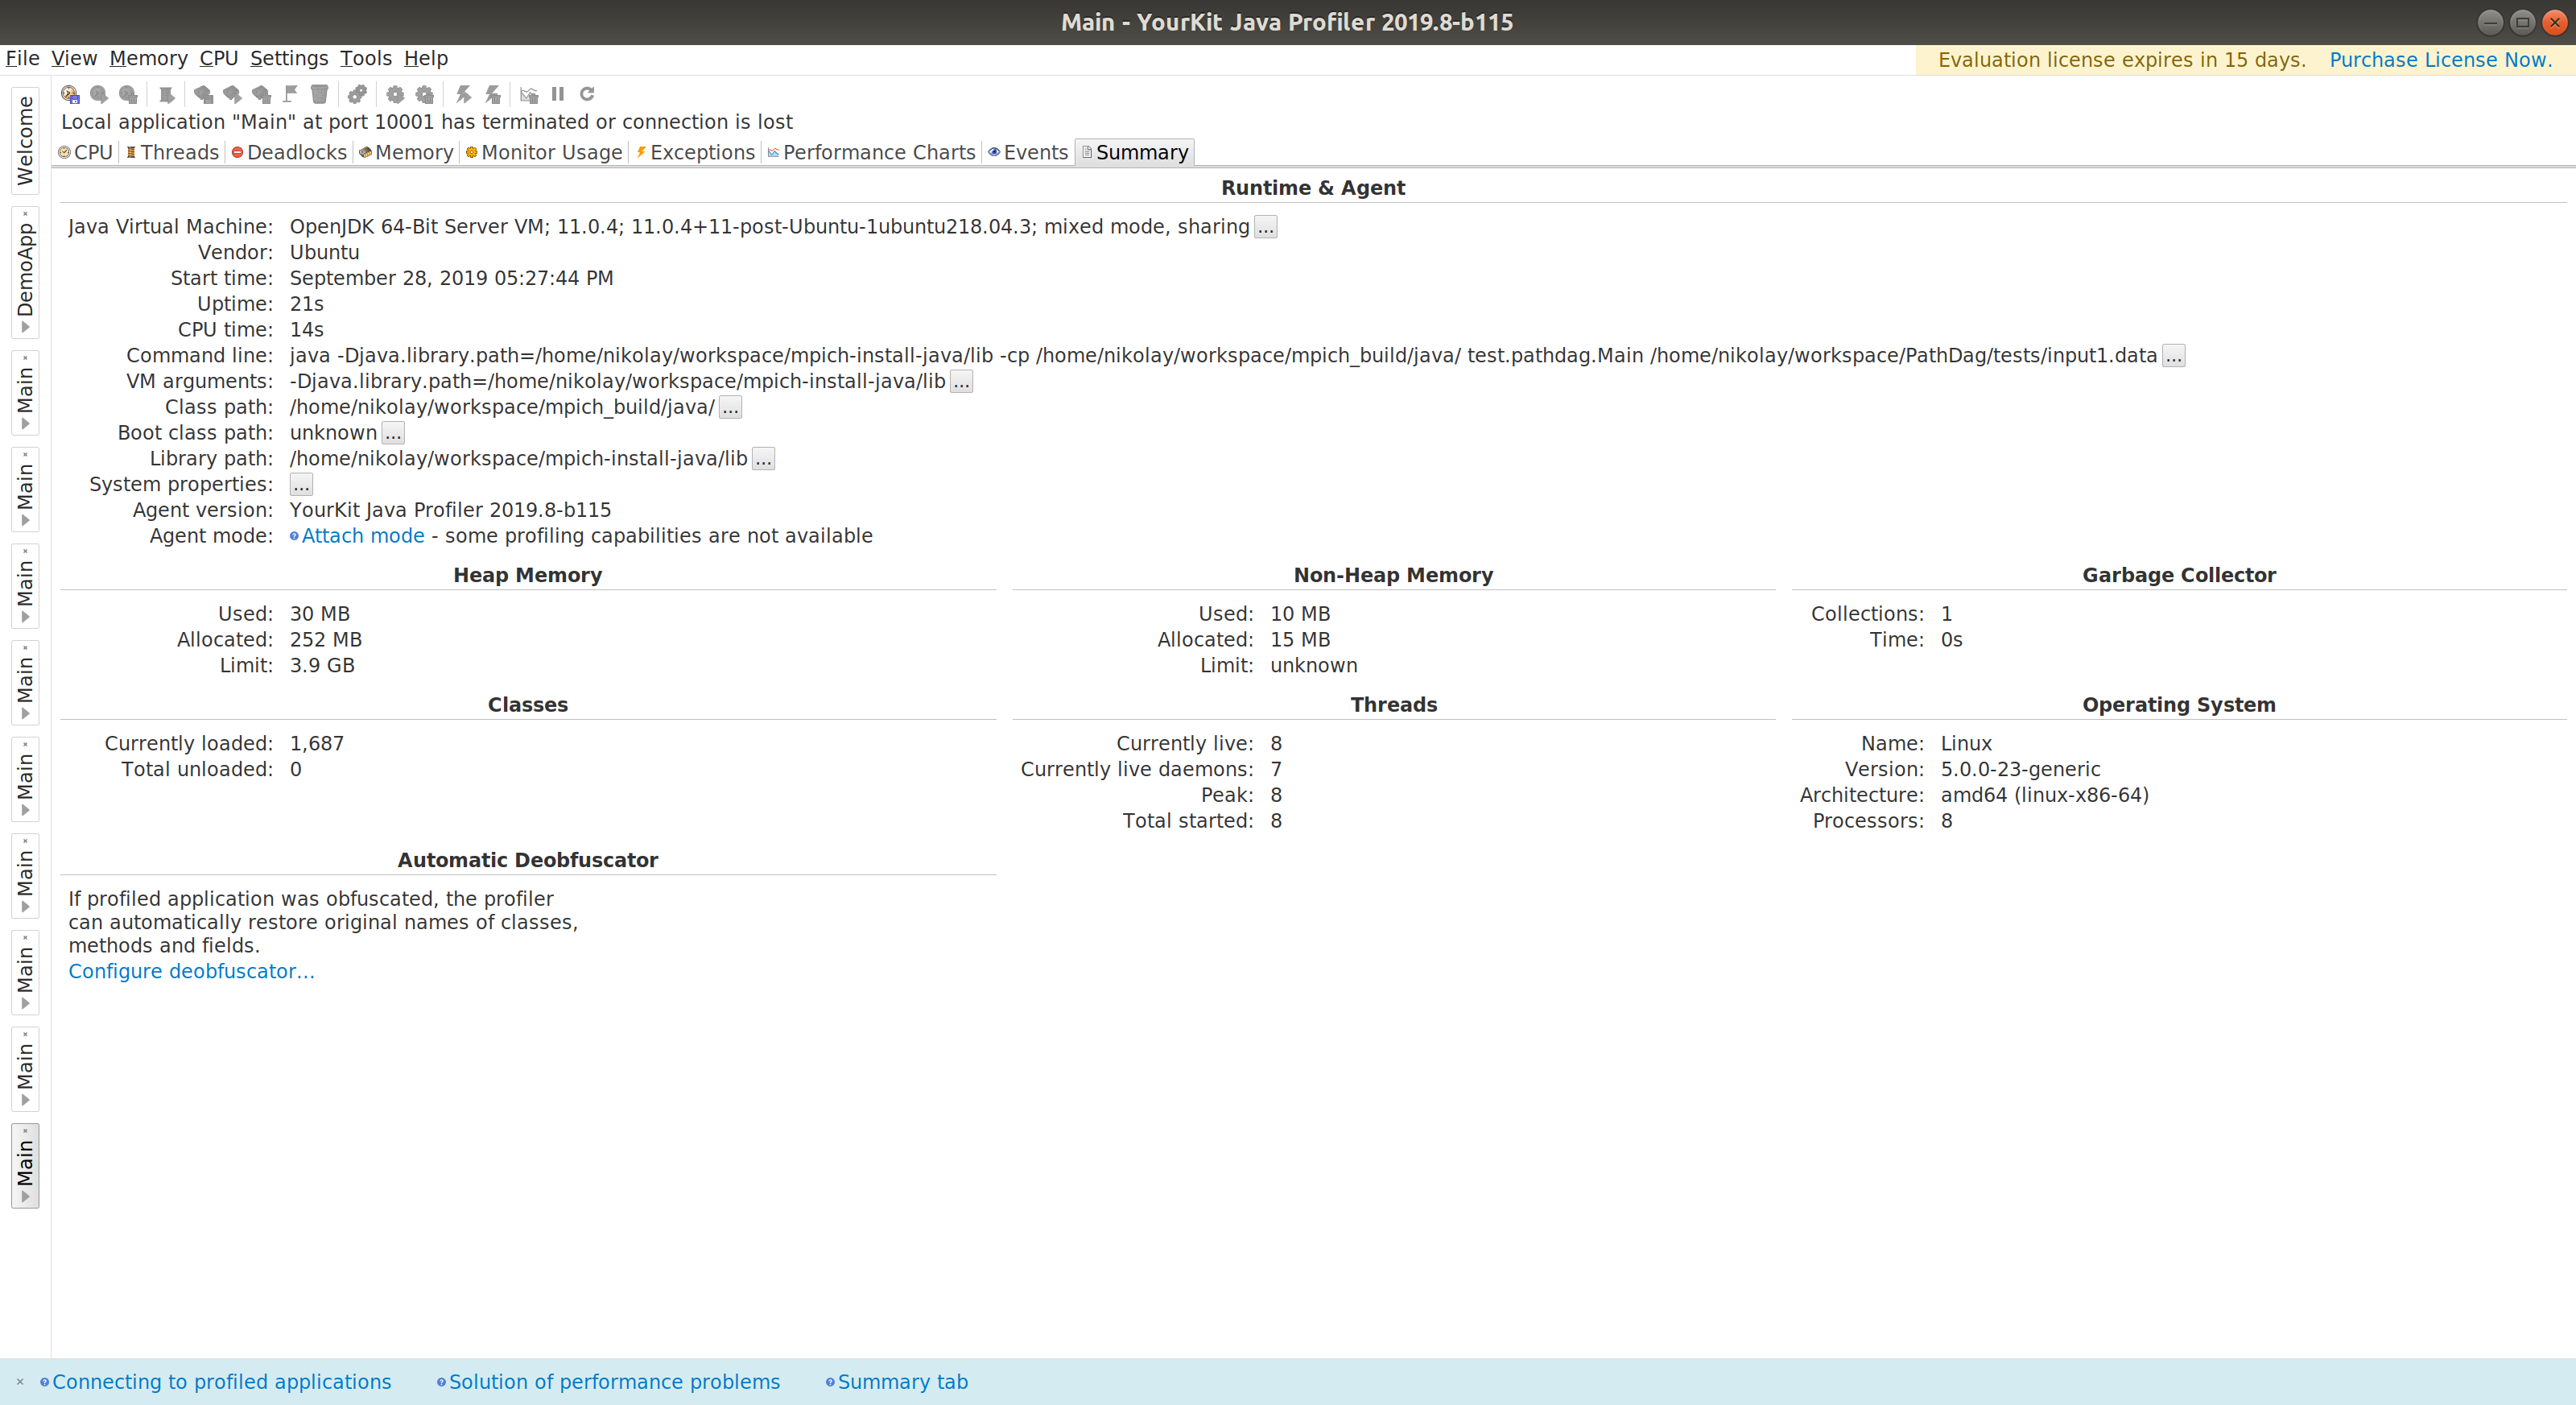 Main - YourKit Java Profiler 2019.8-b115
File View Memory CPU Settings Tools Help
Evaluation license expires in 15 days. Purchase License Now.
Local application "Main" at port 10001 has terminated or connection is lost
CPU Threads Deadlocks Memory Monitor Usage Exceptions Performance Charts Events Summary
Welcome
DemoApp
Main
Main
Main
Main
Main
Main
Main
Main
Main
Runtime & Agent
Java Virtual Machine: OpenJDK 64-Bit Server VM; 11.0.4; 11.0.4+11-post-Ubuntu-1ubuntu218.04.3; mixed mode, sharing ...
Vendor: Ubuntu
Start time: September 28, 2019 05:27:44 PM
Uptime: 21s
CPU time: 14s
Command line: java -Djava.library.path=/home/nikolay/workspace/mpich-install-java/lib -cp /home/nikolay/workspace/mpich_build/java/ test.pathdag.Main /home/nikolay/workspace/PathDag/tests/input1.data ...
VM arguments: -Djava.library.path=/home/nikolay/workspace/mpich-install-java/lib ...
Class path: /home/nikolay/workspace/mpich_build/java/ ...
Boot class path: unknown ...
Library path: /home/nikolay/workspace/mpich-install-java/lib ...
System properties: ...
Agent version: YourKit Java Profiler 2019.8-b115
Agent mode: Attach mode - some profiling capabilities are not available
Heap Memory
Used: 30 MB
Allocated: 252 MB
Limit: 3.9 GB
Non-Heap Memory
Used: 10 MB
Allocated: 15 MB
Limit: unknown
Garbage Collector
Collections: 1
Time: 0s
Classes
Currently loaded: 1,687
Total unloaded: 0
Threads
Currently live: 8
Currently live daemons: 7
Peak: 8
Total started: 8
Operating System
Name: Linux
Version: 5.0.0-23-generic
Architecture: amd64 (linux-x86-64)
Processors: 8
Automatic Deobfuscator
If profiled application was obfuscated, the profiler
can automatically restore original names of classes,
methods and fields.
Configure deobfuscator...
Connecting to profiled applications Solution of performance problems Summary tab